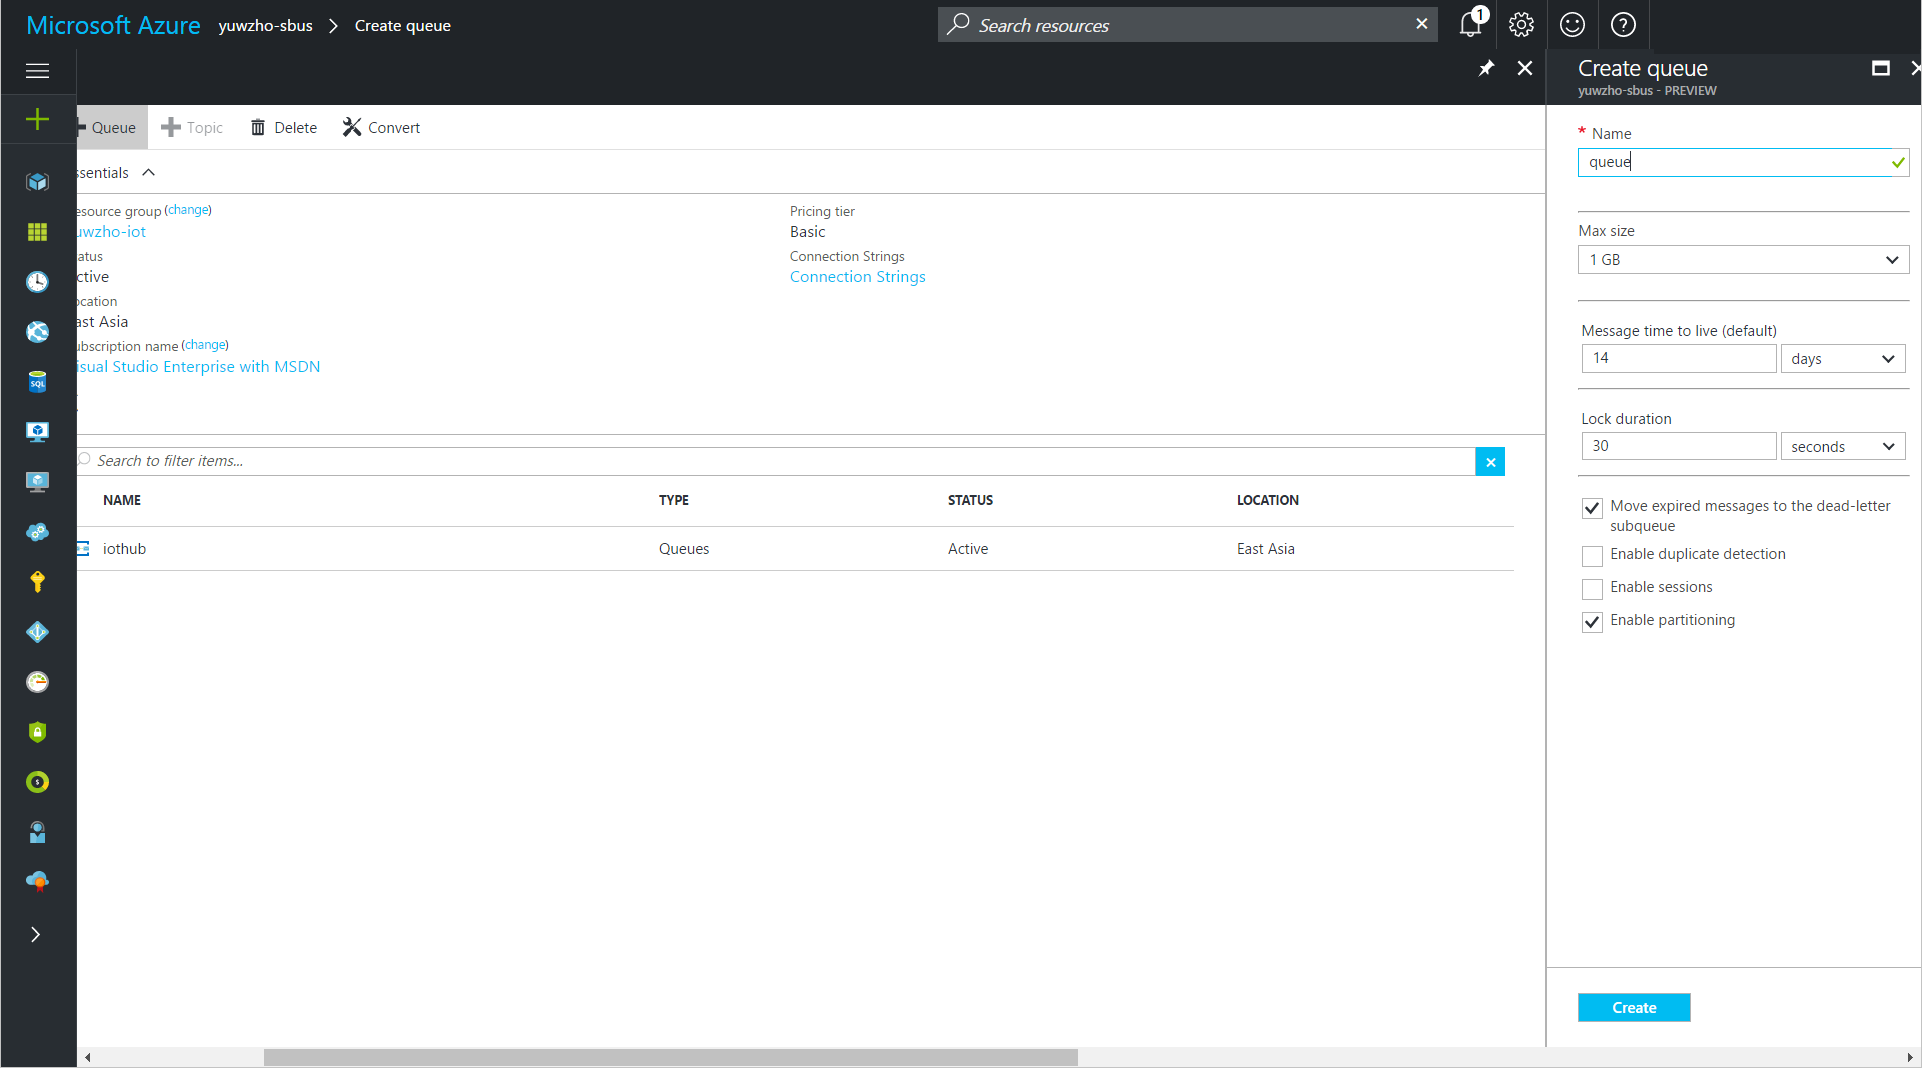 Microsoft Azure yuwzho-sbus Create queue
Search resources
1
Create queue
yuwzho-sbus - PREVIEW
Queue Topic Delete Convert
ssentials
esource group (change)
uwzho-iot
atus
ctive
ocation
ast Asia
ubscription name (change)
isual Studio Enterprise with MSDN
Pricing tier
Basic
Connection Strings
Connection Strings
Search to filter items...
NAME TYPE STATUS LOCATION
iothub Queues Active East Asia
* Name
queue
Max size
1 GB
Message time to live (default)
14 days
Lock duration
30 seconds
Move expired messages to the dead-letter
subqueue
Enable duplicate detection
Enable sessions
Enable partitioning
Create
SQL